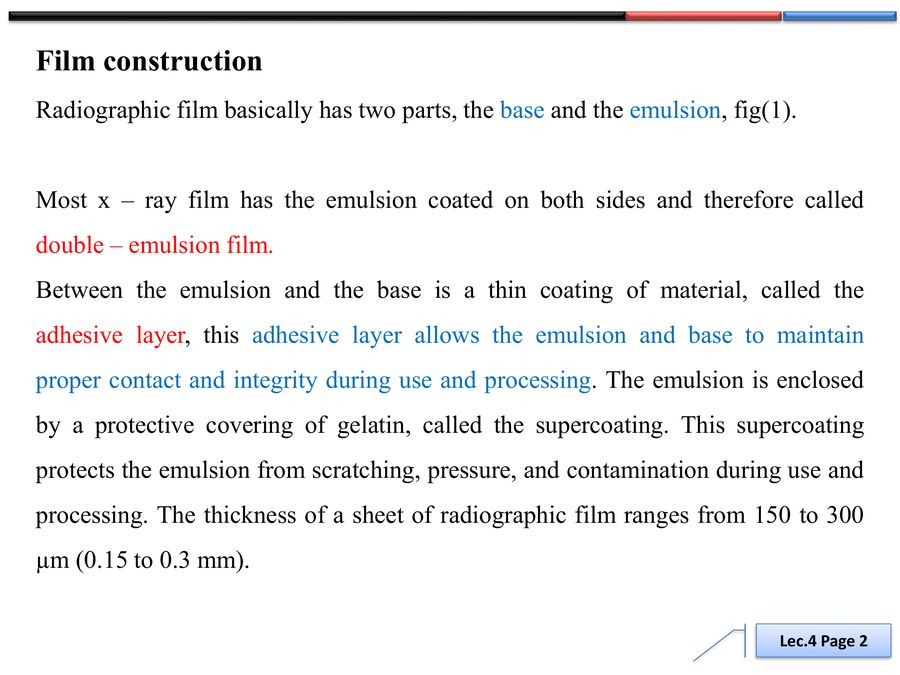 Film construction
Radiographic film basically has two parts, the base and the emulsion, fig(1).
Most x – ray film has the emulsion coated on both sides and therefore called
double – emulsion film.
Between the emulsion and the base is a thin coating of material, called the
adhesive layer, this adhesive layer allows the emulsion and base to maintain
proper contact and integrity during use and processing. The emulsion is enclosed
by a protective covering of gelatin, called the supercoating. This supercoating
protects the emulsion from scratching, pressure, and contamination during use and
processing. The thickness of a sheet of radiographic film ranges from 150 to 300
µm (0.15 to 0.3 mm).
Lec.4 Page 2